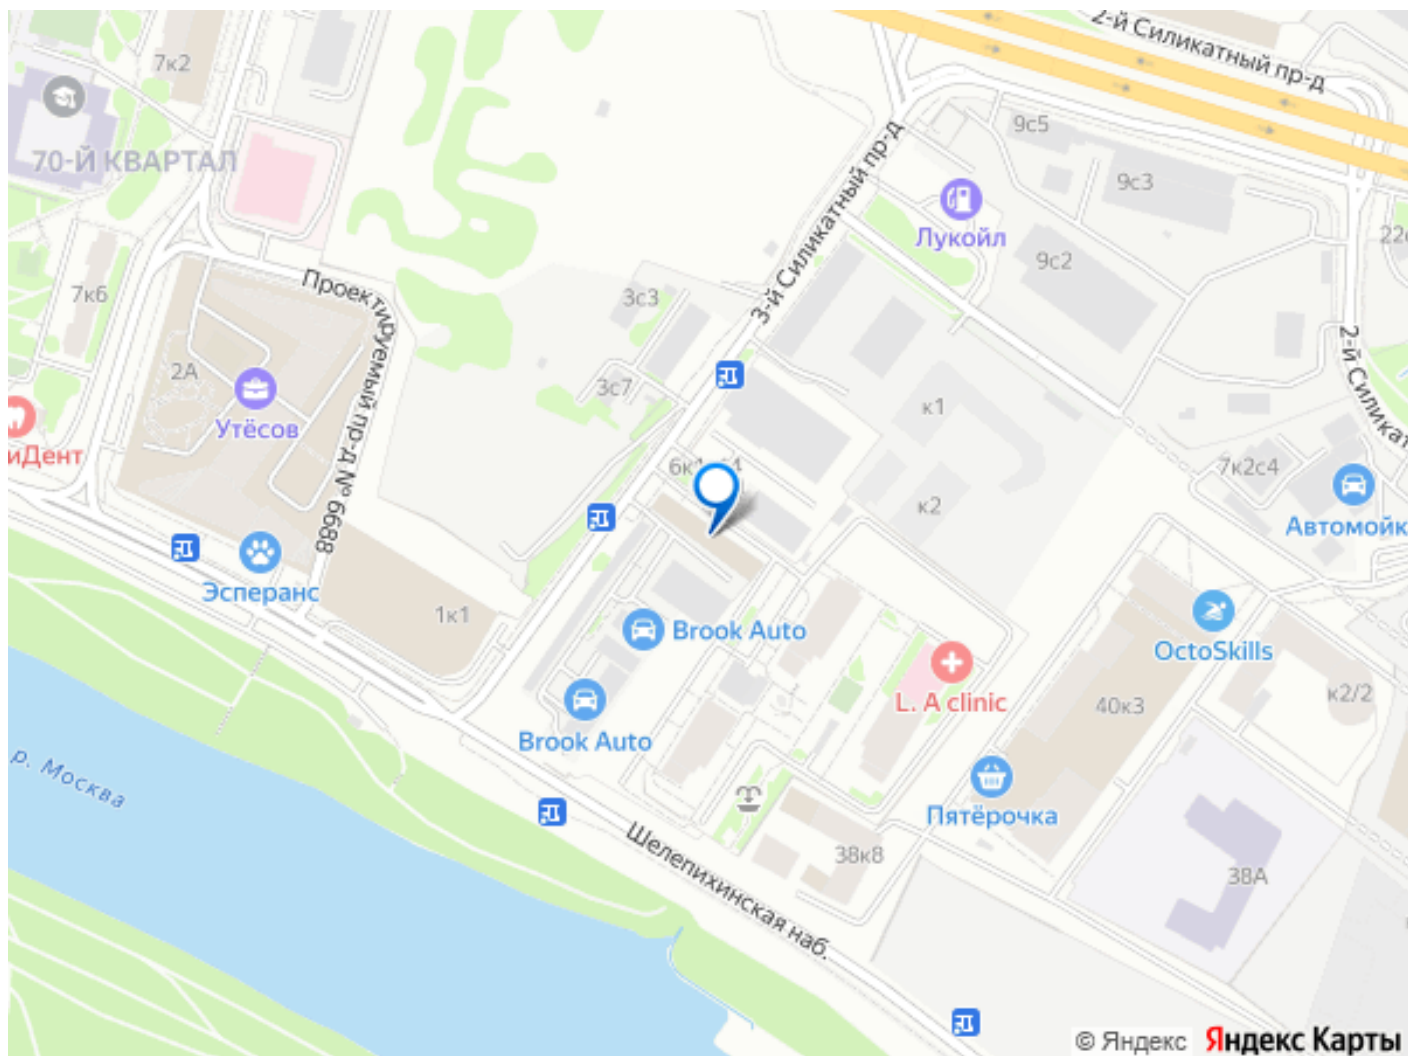 2-й Силикатный пр-д
7к2
9с5
70-Й КВАРТАЛ
9с3
3-й Силикатный пр-д
Лукойл
9с2
Проектируемый пр-д № 6688
7к6
3с3
2А
3с7
Утёсов
к1
2-й Силикат
иДент
7к2с4
к2
Автомойк
Эсперанс
1к1
Brook Auto
OctoSkills
L. A clinic
40к3
к2/2
Brook Auto
р. Москва
Пятёрочка
Шелепихинская наб.
38к8
38А
© Яндекс Яндекс Карты